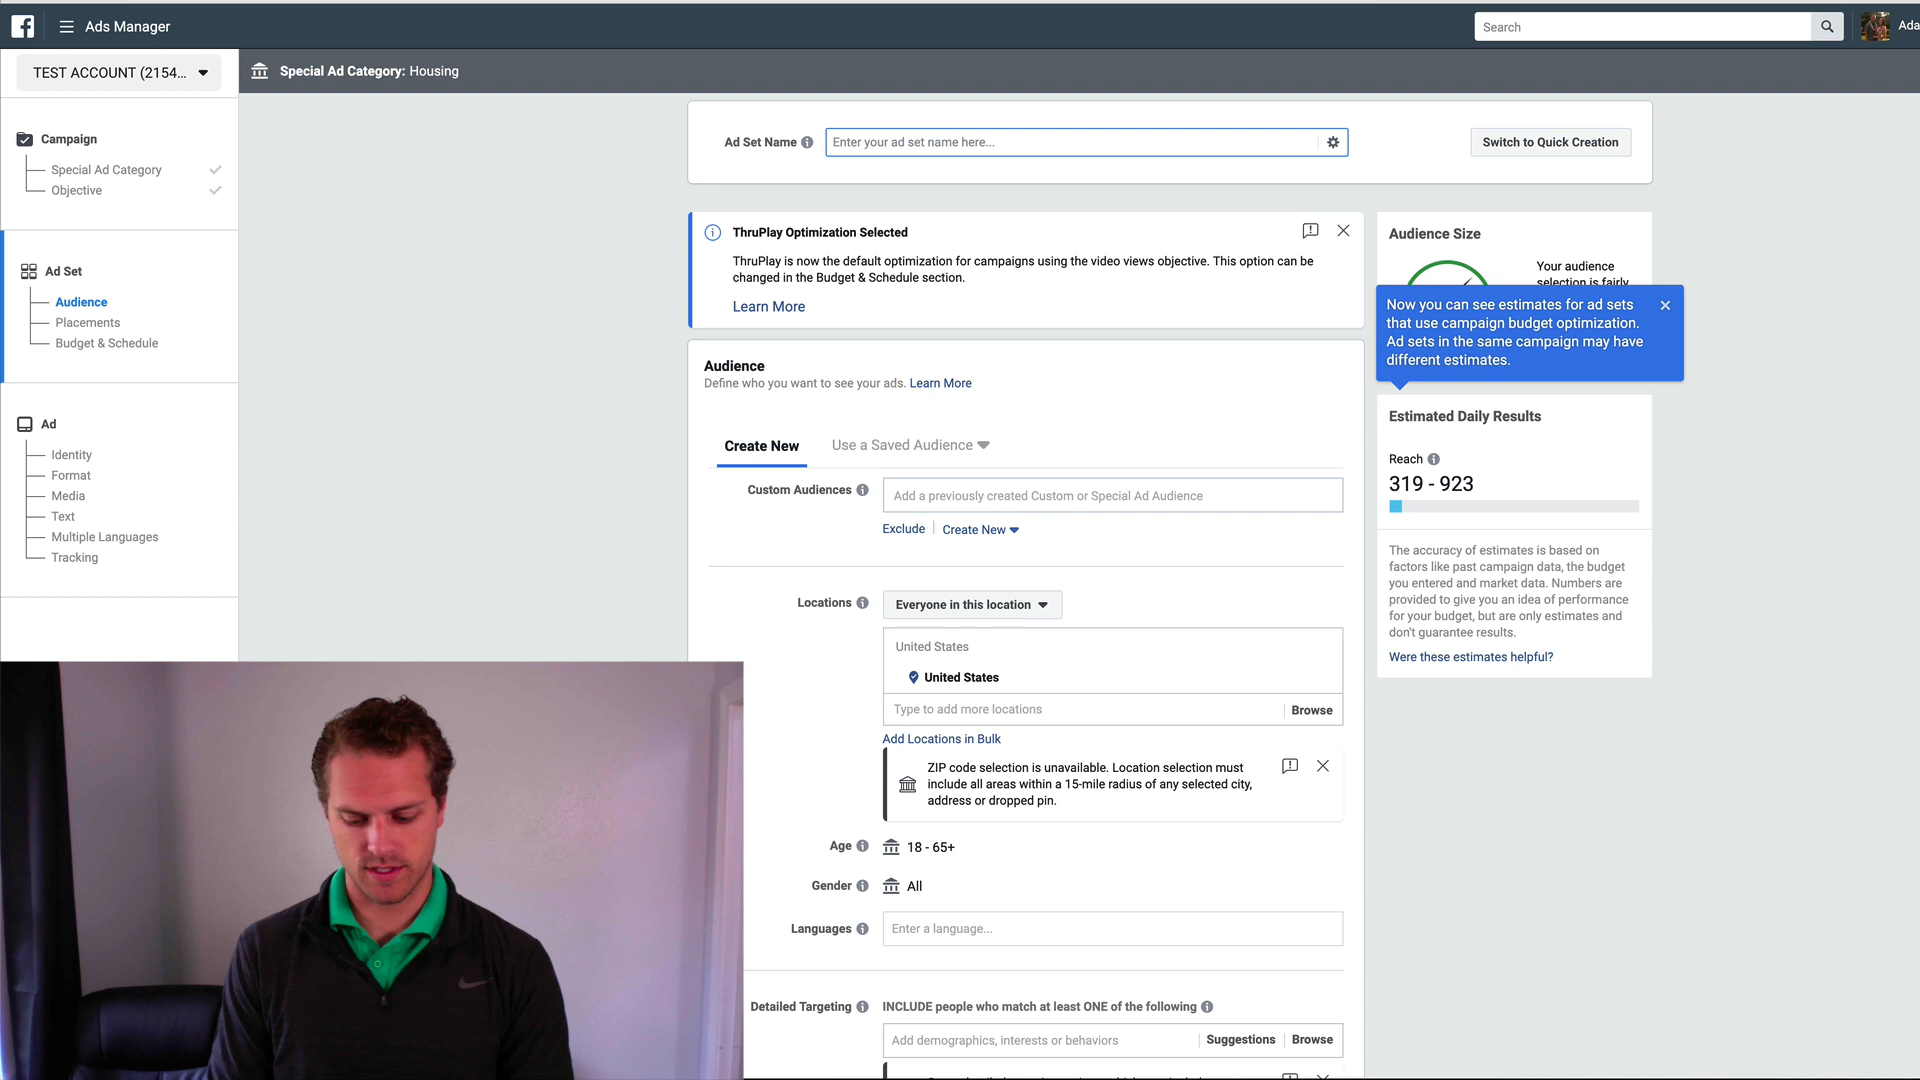 Ads Manager
Search
Ada
TEST ACCOUNT (2154...
Special Ad Category: Housing
Campaign
Special Ad Category
Objective
Ad Set
Audience
Placements
Budget & Schedule
Ad
Identity
Format
Media
Text
Multiple Languages
Tracking
Ad Set Name
Enter your ad set name here...
Switch to Quick Creation
ThruPlay Optimization Selected
ThruPlay is now the default optimization for campaigns using the video views objective. This option can be
changed in the Budget & Schedule section.
Learn More
Audience
Define who you want to see your ads. Learn More
Create New
Use a Saved Audience
Custom Audiences
Add a previously created Custom or Special Ad Audience
Exclude
Create New
Locations
Everyone in this location
United States
United States
Type to add more locations
Browse
Add Locations in Bulk
ZIP code selection is unavailable. Location selection must
include all areas within a 15-mile radius of any selected city,
address or dropped pin.
Age
18 - 65+
Gender
All
Languages
Enter a language...
Detailed Targeting
INCLUDE people who match at least ONE of the following
Add demographics, interests or behaviors
Suggestions
Browse
Audience Size
Your audience
selection is fairly
Now you can see estimates for ad sets
that use campaign budget optimization.
Ad sets in the same campaign may have
different estimates.
Estimated Daily Results
Reach
319 - 923
The accuracy of estimates is based on
factors like past campaign data, the budget
you entered and market data. Numbers are
provided to give you an idea of performance
for your budget, but are only estimates and
don't guarantee results.
Were these estimates helpful?